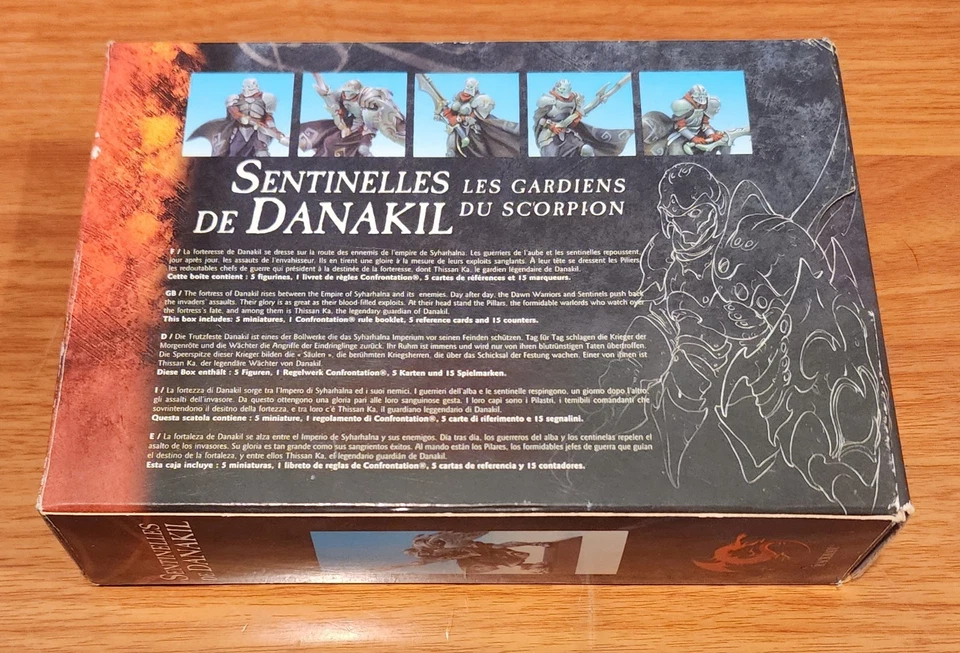 SENTINELLES
DE DANAKIL
LES GARDIENS
DU SCORPION
F / La forteresse de Danakil se dresse sur la route des ennemis de l'empire de Syharhalna. Les guerriers de l'aube et les sentinelles repoussent,
jour après jour, les assauts de l'envahisseur. Ils en tirent une gloire à la mesure de leurs exploits sanglants. À leur tête se dressent les Piliers
les redoutables chefs de guerre qui président à la destinée de la forteresse, dont Thissan Ka, le gardien légendaire de Danakil.
Cette boîte contient : 5 figurines, 1 livret de règles Confrontation®, 5 cartes de références et 15 marqueurs.
GB / The fortress of Danakil rises between the Empire of Syharhalna and its enemies. Day after day, the Dawn Warriors and Sentinels push back
the invaders' assaults. Their glory is as great as their blood-filled exploits. At their head stand the Pillars, the formidable warlords who watch over
the fortress's fate, and among them is Thissan Ka, the legendary guardian of Danakil.
This box includes: 5 miniatures, 1 Confrontation® rule booklet, 5 reference cards and 15 counters.
D / Die Trutzfeste Danakil ist eines der Bollwerke die das Syharhalna Imperium vor seinen Feinden schützen. Tag für Tag schlagen die Krieger der
Morgenröte und die Wächter die Angriffe der Eindringlinge zurück. Ihr Ruhm ist immens und wird nur von ihren blutrünstigen Taten übertroffen.
Die Speerspitze dieser Krieger bilden die « Säulen », die berühmten Kriegsherren, die über das Schicksal der Festung wachen. Einer von ihnen ist
Thissan Ka, der legendäre Wächter von Danakil.
Diese Box enthält : 5 Figuren, 1 Regelwerk Confrontation®, 5 Karten und 15 Spielmarken.
I / La fortezza di Danakil sorge tra l'Impero di Syharhalna ed i suoi nemici. I guerrieri dell'alba e le sentinelle respingono, un giorno dopo l'altro,
gli assalti dell'invasore. Da questo ottengono una gloria pari alle loro sanguinose gesta. I loro capi sono i Pilastri, i temibili comandanti che
sovrintendono il desitno della fortezza, e tra loro c'è Thissan Ka, il guardiano leggendario di Danakil.
Questa scatola contiene : 5 miniature, 1 regolamento di Confrontation®, 5 carte di riferimento e 15 segnalini.
E / La fortaleza de Danakil se alza entre el Imperio de Syharhalna y sus enemigos. Día tras día, los guerreros del alba y los centinelas repelen el
asalto de los invasores. Su gloria es tan grande como sus sangrientos éxitos. Al mando están los Pilares, los formidables jefes de guerra que guian
el destino de la fortaleza, y entre ellos Thissan Ka, el legendario guardián de Danakil.
Esta caja incluye : 5 miniaturas, 1 libreto de reglas de Confrontation®, 5 cartas de referencia y 15 contadores.
SENTINELLES
DE DANAKIL